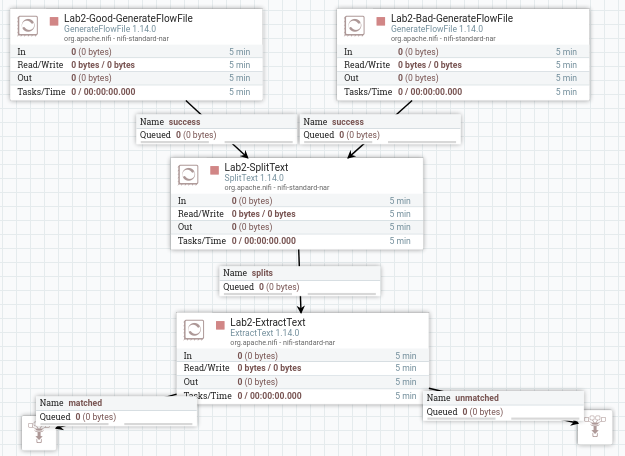 Lab2-Good-GenerateFlowFile
GenerateFlowFile 1.14.0
org.apache.nifi - nifi-standard-nar
In 0 (0 bytes) 5 min
Read/Write 0 bytes / 0 bytes 5 min
Out 0 (0 bytes) 5 min
Tasks/Time 0 / 00:00:00.000 5 min
Lab2-Bad-GenerateFlowFile
GenerateFlowFile 1.14.0
org.apache.nifi - nifi-standard-nar
In 0 (0 bytes) 5 min
Read/Write 0 bytes / 0 bytes 5 min
Out 0 (0 bytes) 5 min
Tasks/Time 0 / 00:00:00.000 5 min
Name success
Queued 0 (0 bytes)
Name success
Queued 0 (0 bytes)
Lab2-SplitText
SplitText 1.14.0
org.apache.nifi - nifi-standard-nar
In 0 (0 bytes) 5 min
Read/Write 0 bytes / 0 bytes 5 min
Out 0 (0 bytes) 5 min
Tasks/Time 0 / 00:00:00.000 5 min
Name splits
Queued 0 (0 bytes)
Lab2-ExtractText
ExtractText 1.14.0
org.apache.nifi - nifi-standard-nar
In 0 (0 bytes) 5 min
Read/Write 0 bytes / 0 bytes 5 min
Out 0 (0 bytes) 5 min
Tasks/Time 0 / 00:00:00.000 5 min
Name matched
Queued 0 (0 bytes)
Name unmatched
Queued 0 (0 bytes)